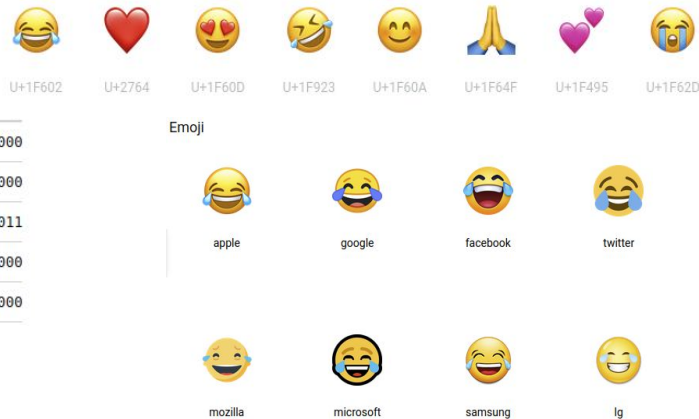 U+1F602 U+2764 U+1F60D U+1F923 U+1F60A U+1F64F U+1F495 U+1F62D
Emoji
000
000
011
000
000
apple google facebook twitter
mozilla microsoft samsung lg